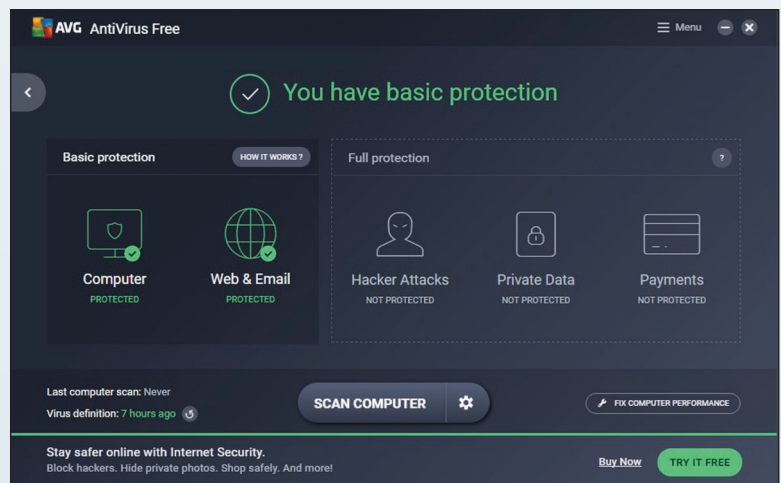 AVG AntiVirus Free
Menu
You have basic protection
Basic protection
HOW IT WORKS ?
Full protection
?
Computer
PROTECTED
Web & Email
PROTECTED
Hacker Attacks
NOT PROTECTED
Private Data
NOT PROTECTED
Payments
NOT PROTECTED
Last computer scan: Never
Virus definition: 7 hours ago
SCAN COMPUTER
FIX COMPUTER PERFORMANCE
Stay safer online with Internet Security.
Block hackers. Hide private photos. Shop safely. And more!
Buy Now
TRY IT FREE